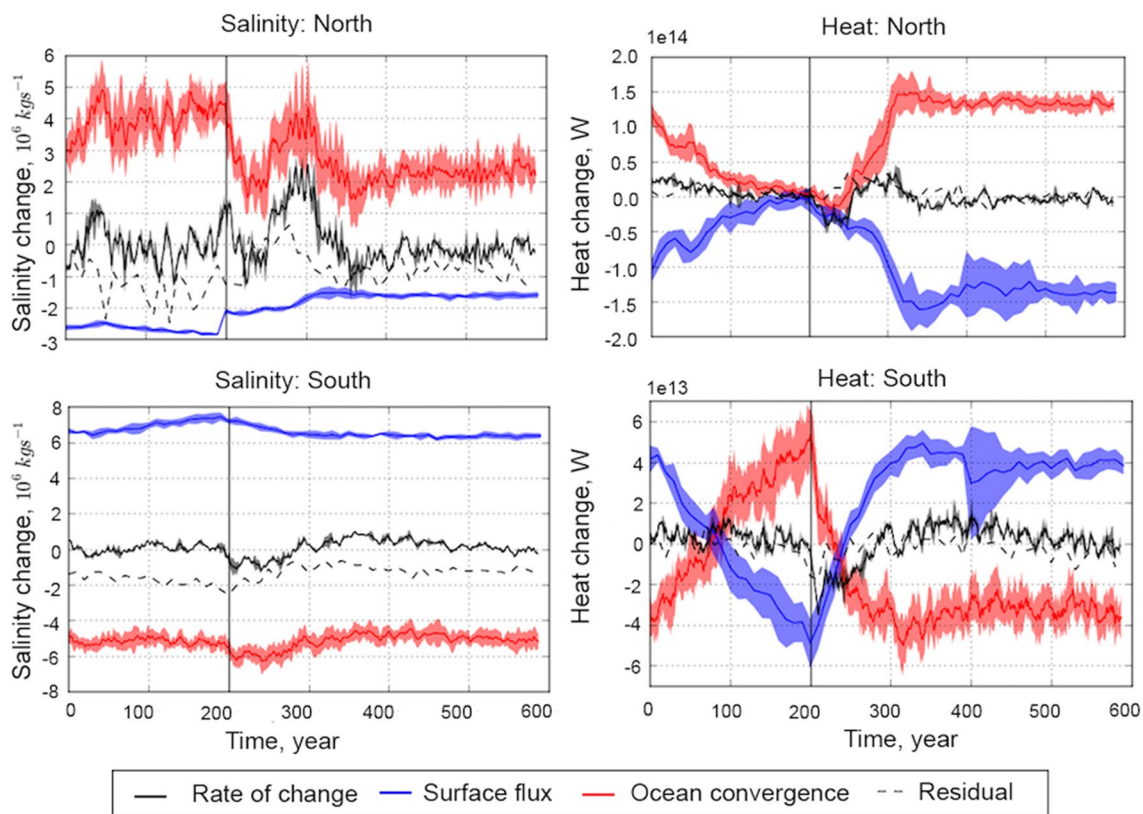 Salinity: North
Salinity change, 10^6 kgs^-1
6
5
4
3
2
1
0
-1
-2
-3
Heat: North
1e14
Heat change, W
2.0
1.5
1.0
0.5
0.0
-0.5
-1.0
-1.5
-2.0
Salinity: South
Salinity change, 10^6 kgs^-1
8
6
4
2
0
-2
-4
-6
-8
0 100 200 300 400 500 600
Time, year
Heat: South
1e13
Heat change, W
6
4
2
0
-2
-4
-6
0 100 200 300 400 500 600
Time, year
Rate of change Surface flux Ocean convergence Residual